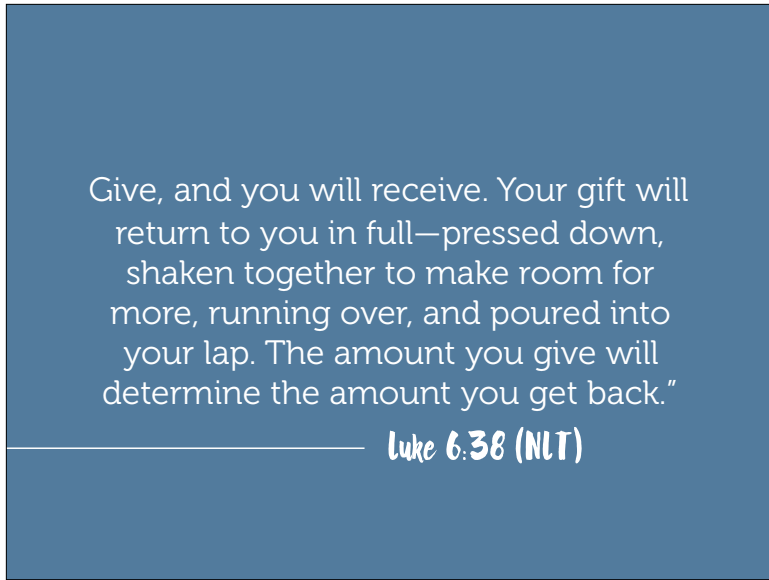 Give, and you will receive. Your gift will
return to you in full—pressed down,
shaken together to make room for
more, running over, and poured into
your lap. The amount you give will
determine the amount you get back.”
Luke 6:38 (NLT)